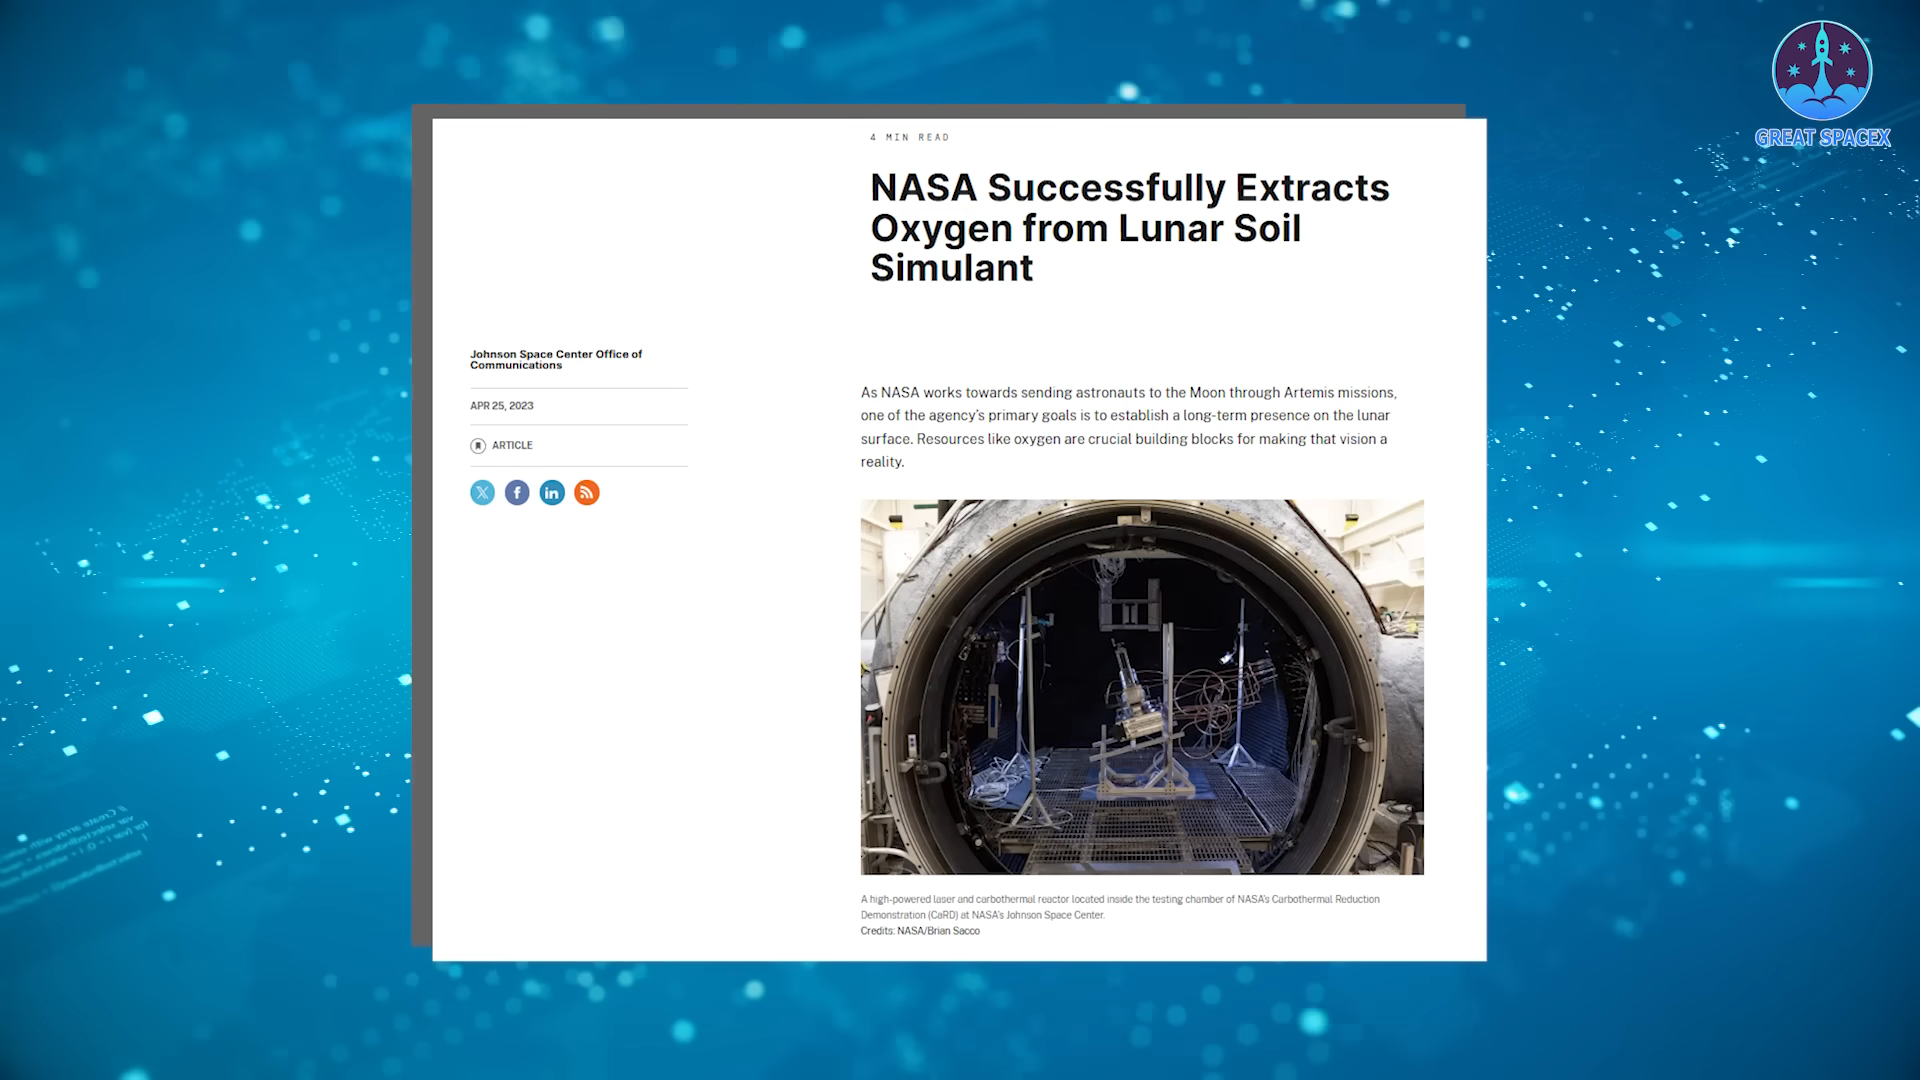 GREAT SPACEX
4 MIN READ
NASA Successfully Extracts
Oxygen from Lunar Soil
Simulant
Johnson Space Center Office of
Communications
APR 25, 2023
ARTICLE
As NASA works towards sending astronauts to the Moon through Artemis missions,
one of the agency's primary goals is to establish a long-term presence on the lunar
surface. Resources like oxygen are crucial building blocks for making that vision a
reality.
A high-powered laser and carbothermal reactor located inside the testing chamber of NASA's Carbothermal Reduction
Demonstration (CaRD) at NASA's Johnson Space Center.
Credits: NASA/Brian Sacco